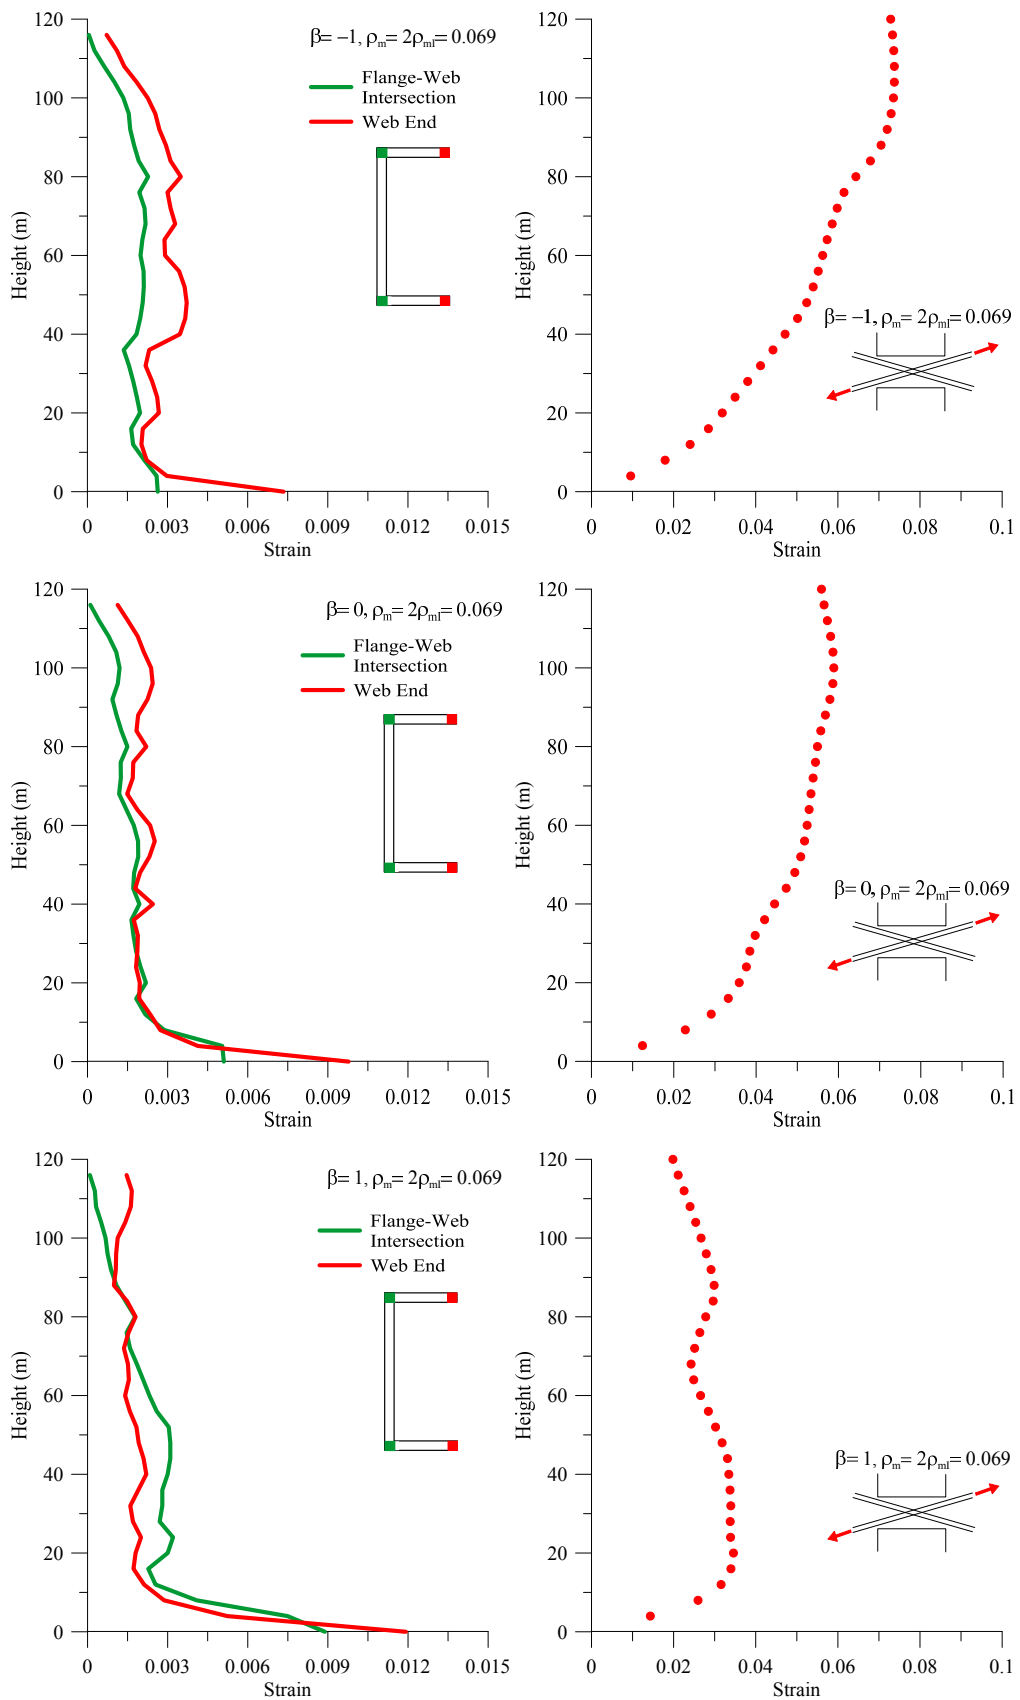 120
100
80
60
40
20
0
Height (m)
0
0.003
0.006
0.009
0.012
0.015
Strain
β= −1, ρm= 2ρml= 0.069
Flange-Web
Intersection
Web End
120
100
80
60
40
20
0
Height (m)
0
0.02
0.04
0.06
0.08
0.1
Strain
β= −1, ρm= 2ρml= 0.069
120
100
80
60
40
20
0
Height (m)
0
0.003
0.006
0.009
0.012
0.015
Strain
β= 0, ρm= 2ρml= 0.069
Flange-Web
Intersection
Web End
120
100
80
60
40
20
0
Height (m)
0
0.02
0.04
0.06
0.08
0.1
Strain
β= 0, ρm= 2ρml= 0.069
120
100
80
60
40
20
0
Height (m)
0
0.003
0.006
0.009
0.012
0.015
Strain
β= 1, ρm= 2ρml= 0.069
Flange-Web
Intersection
Web End
120
100
80
60
40
20
0
Height (m)
0
0.02
0.04
0.06
0.08
0.1
Strain
β= 1, ρm= 2ρml= 0.069